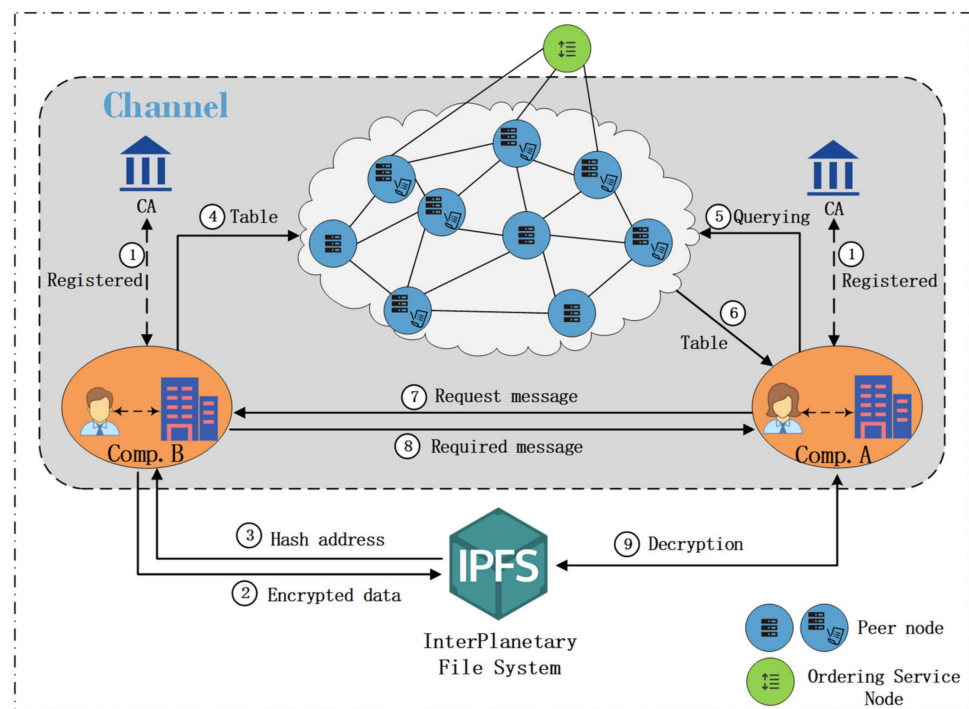 Channel
CA
CA
④ Table
⑤ Querying
① Registered
① Registered
⑥ Table
⑦ Request message
⑧ Required message
Comp.B
Comp.A
③ Hash address
② Encrypted data
⑨ Decryption
IPFS
InterPlanetary
File System
Peer node
Ordering Service
Node